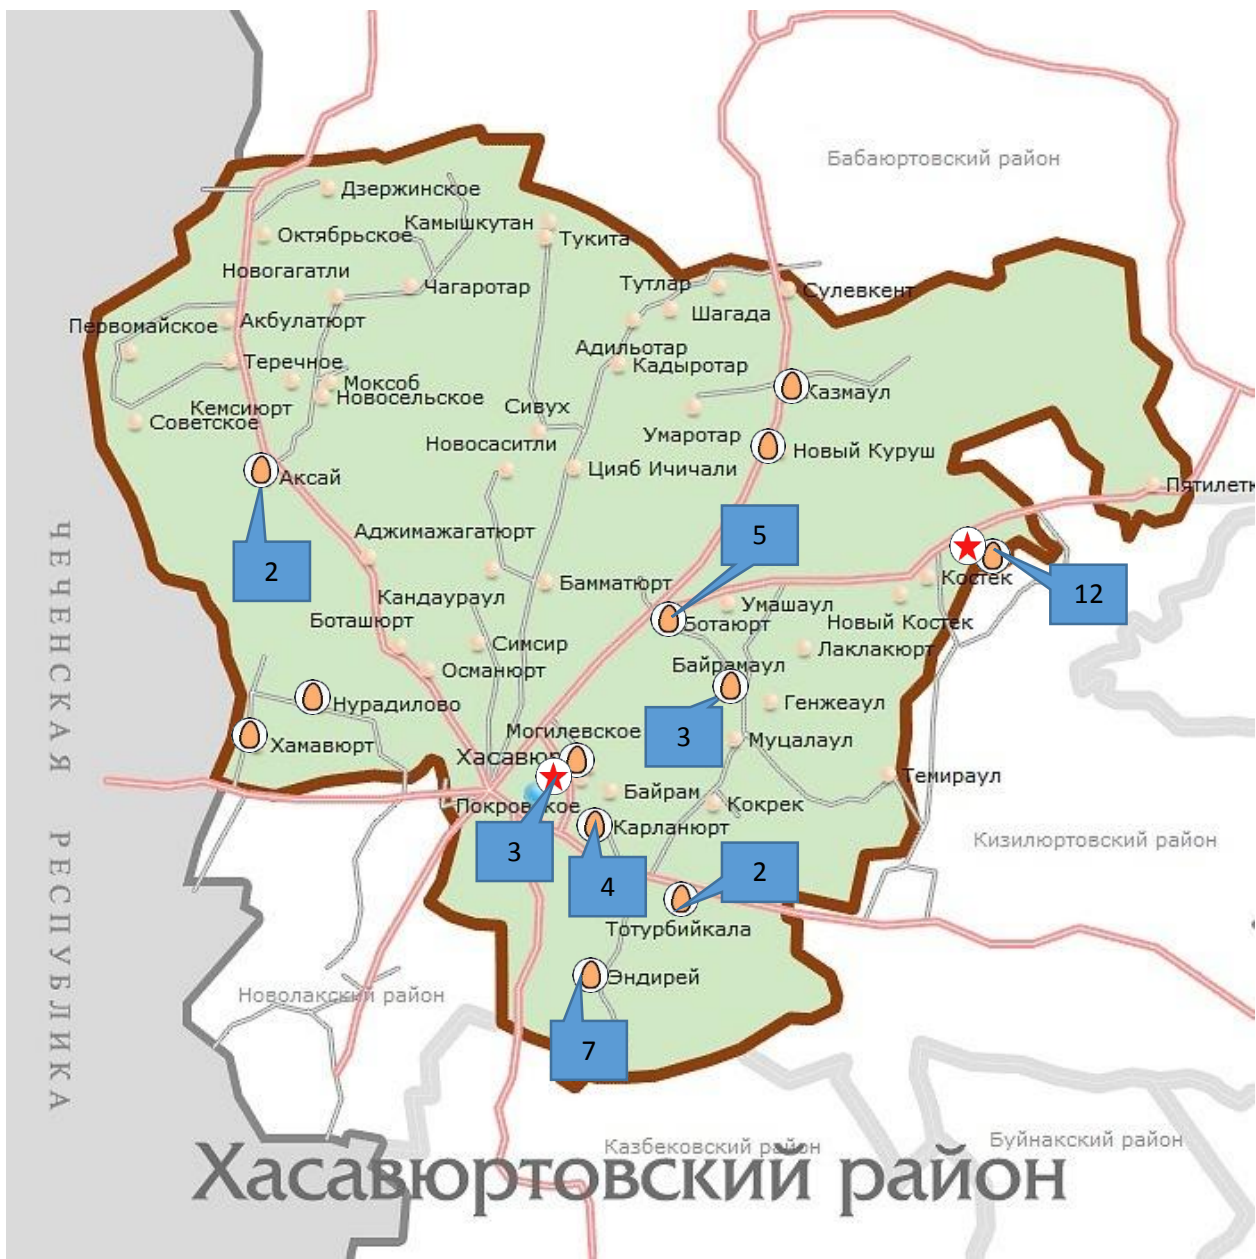 Бабаюртовский район
Дзержинское
Камышкутан
Октябрьское
Тукита
Новогагатли
Чагаротар
Тутлар
Сулевкент
Шагада
Первомайское
Акбулатюрт
Адильотар
Теречное
Кадыротар
Моксоб
Казмаул
Новосельское
Кемсиюрт
Сивух
Советское
Умаротар
Новосаситли
Новый Куруш
Цияб Ичичали
Аксай
Пятилетк
Аджимажагатюрт
5
2
Костек
Бамматюрт
12
Кандаураул
Умашаул
Новый Костек
Боташюрт
Ботаюрт
Симсир
Лаклакюрт
Османюрт
Байрамаул
Нурадилово
Генжеаул
Могилевское
3
Муцалаул
Хамавюрт
Хасавюр
Темираул
Байрам
Кокрек
Покровское
Карланюрт
Кизилюртовский район
3
2
4
Тотурбийкала
Эндирей
Новолакский район
7
ЧЕЧЕНСКАЯ РЕСПУБЛИКА
Буйнакский район
Казбековский район
Хасавюртовский район